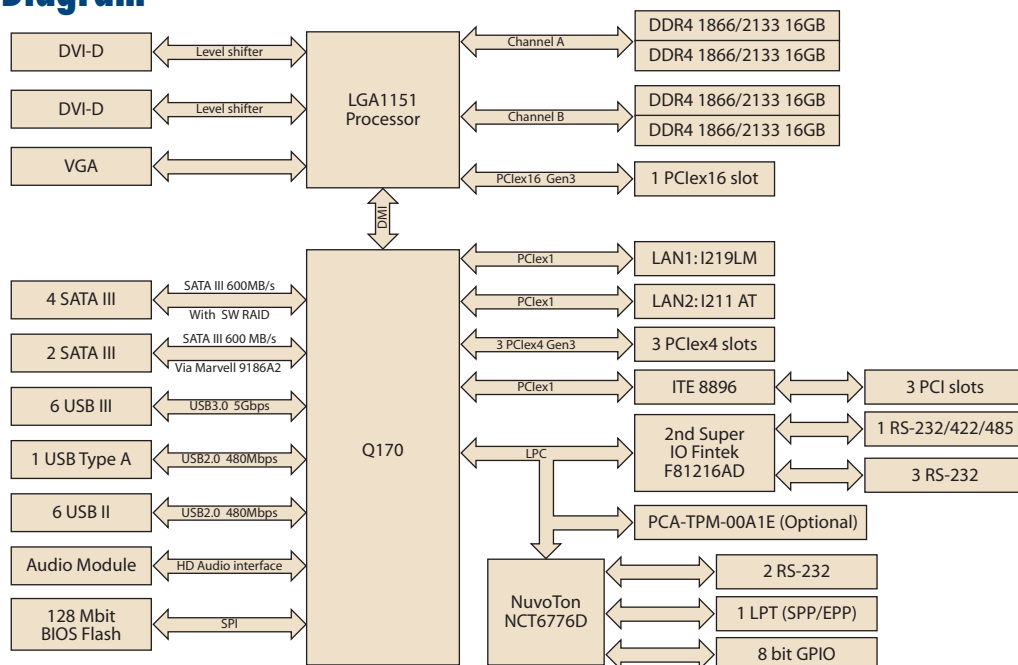 Diagram
DVI-D
Level shifter
DVI-D
Level shifter
VGA
LGA1151
Processor
Channel A
DDR4 1866/2133 16GB
DDR4 1866/2133 16GB
Channel B
DDR4 1866/2133 16GB
DDR4 1866/2133 16GB
PCIex16 Gen3
1 PCIex16 slot
DMI
4 SATA III
SATA III 600MB/s
With SW RAID
2 SATA III
SATA III 600 MB/s
Via Marvell 9186A2
6 USB III
USB3.0 5Gbps
1 USB Type A
USB2.0 480Mbps
6 USB II
USB2.0 480Mbps
Audio Module
HD Audio interface
128 Mbit
BIOS Flash
SPI
Q170
PCIex1
LAN1: I219LM
PCIex1
LAN2: I211 AT
3 PCIex4 Gen3
3 PCIex4 slots
PCIex1
ITE 8896
3 PCI slots
LPC
2nd Super
IO Fintek
F81216AD
1 RS-232/422/485
3 RS-232
PCA-TPM-00A1E (Optional)
NuvoTon
NCT6776D
2 RS-232
1 LPT (SPP/EPP)
8 bit GPIO